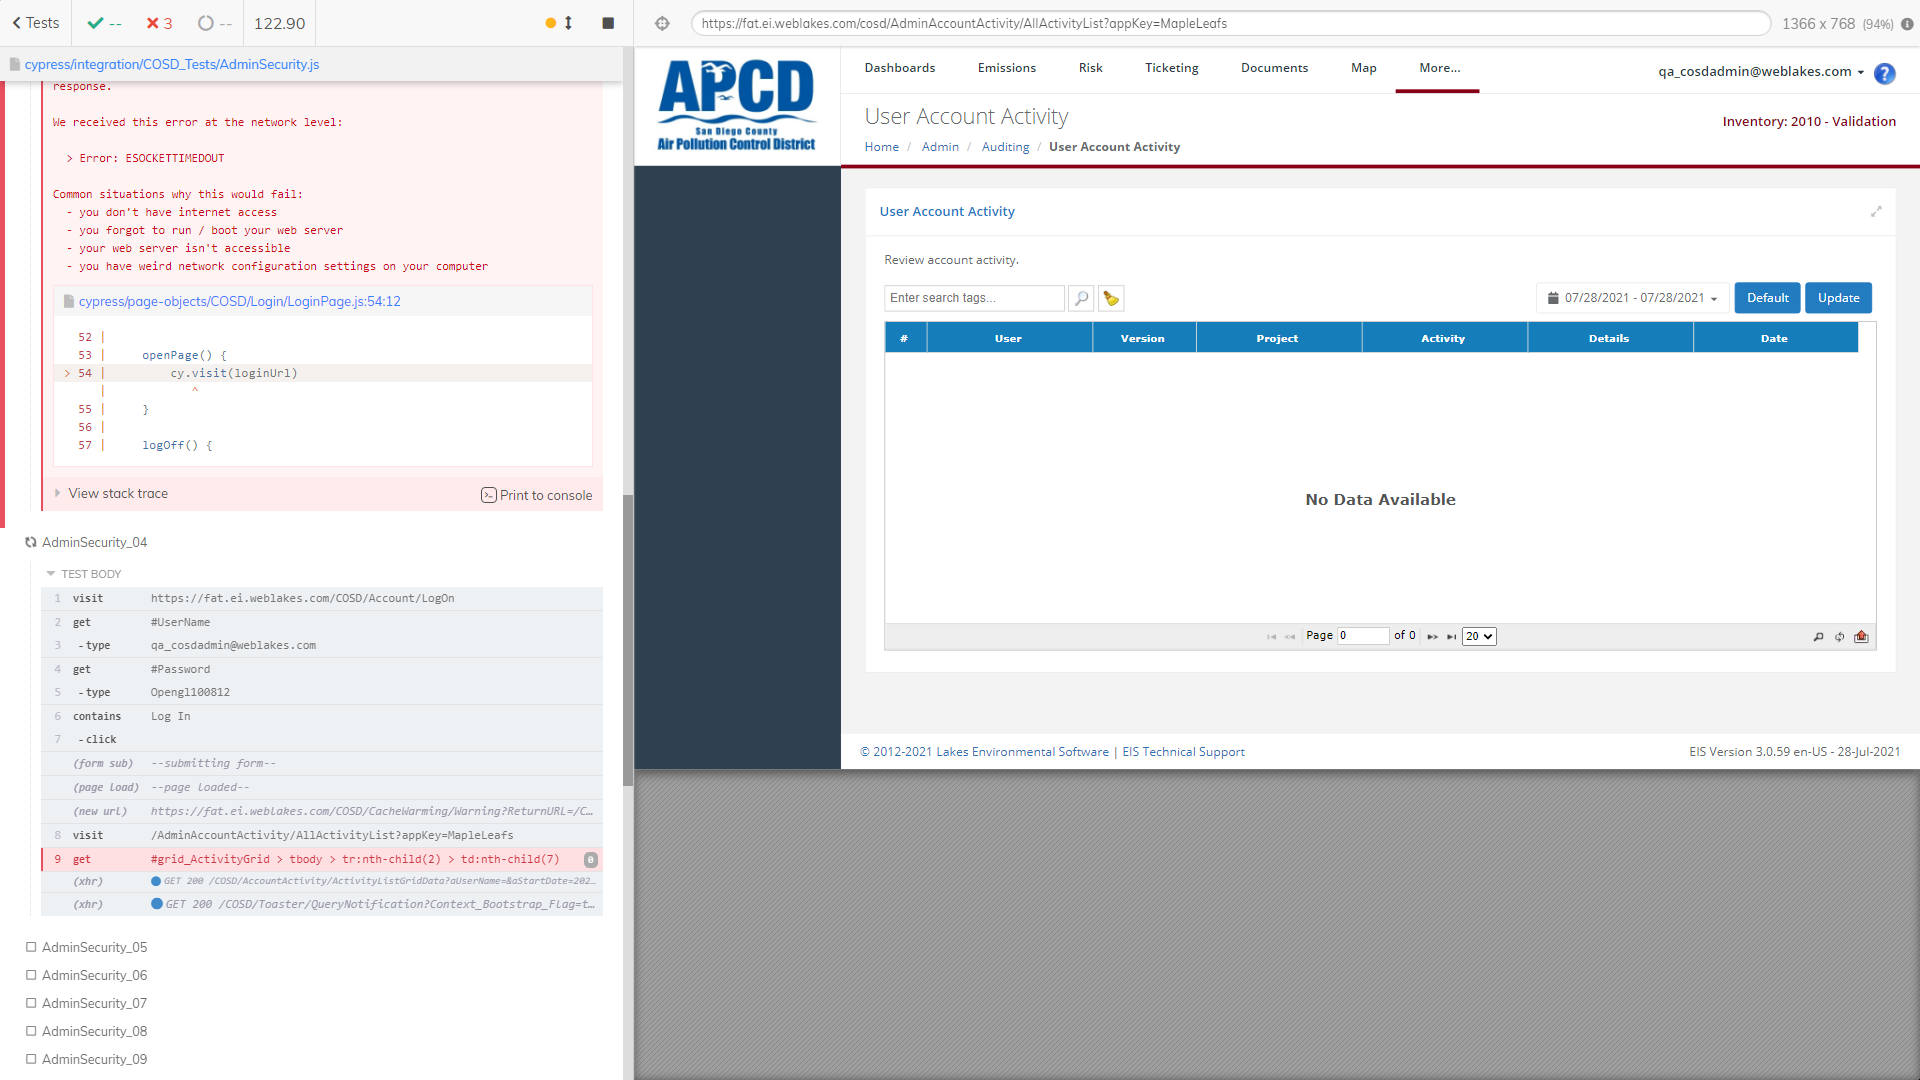 Tests
--
3
--
122.90
cypress/integration/COSD_Tests/AdminSecurity.js
response.
We received this error at the network level:
> Error: ESOCKETTIMEDOUT
Common situations why this would fail:
- you don't have internet access
- you forgot to run / boot your web server
- your web server isn't accessible
- you have weird network configuration settings on your computer
cypress/page-objects/COSD/Login/LoginPage.js:54:12
52 |
53 | openPage() {
> 54 | cy.visit(loginUrl)
| ^
55 | }
56 |
57 | logOff() {
View stack trace
Print to console
AdminSecurity_04
TEST BODY
1 visit https://fat.ei.weblakes.com/COSD/Account/LogOn
2 get #UserName
3 -type qa_cosdadmin@weblakes.com
4 get #Password
5 -type Opengl100812
6 contains Log In
7 -click
(form sub) --submitting form--
(page load) --page loaded--
(new url) https://fat.ei.weblakes.com/COSD/CacheWarming/Warning?ReturnURL=/C...
8 visit /AdminAccountActivity/AllActivityList?appKey=MapleLeafs
9 get #grid_ActivityGrid > tbody > tr:nth-child(2) > td:nth-child(7) 0
(xhr) GET 200 /COSD/AccountActivity/ActivityListGridData?aUserName=&aStartDate=202...
(xhr) GET 200 /COSD/Toaster/QueryNotification?Context_Bootstrap_Flag=t...
AdminSecurity_05
AdminSecurity_06
AdminSecurity_07
AdminSecurity_08
AdminSecurity_09
https://fat.ei.weblakes.com/cosd/AdminAccountActivity/AllActivityList?appKey=MapleLeafs
1366 x 768 (94%)
APCD
San Diego County
Air Pollution Control District
Dashboards Emissions Risk Ticketing Documents Map More...
qa_cosdadmin@weblakes.com
User Account Activity
Inventory: 2010 - Validation
Home / Admin / Auditing / User Account Activity
User Account Activity
Review account activity.
Enter search tags...
07/28/2021 - 07/28/2021
Default
Update
# User Version Project Activity Details Date
No Data Available
Page 0 of 0 20
© 2012-2021 Lakes Environmental Software | EIS Technical Support
EIS Version 3.0.59 en-US - 28-Jul-2021